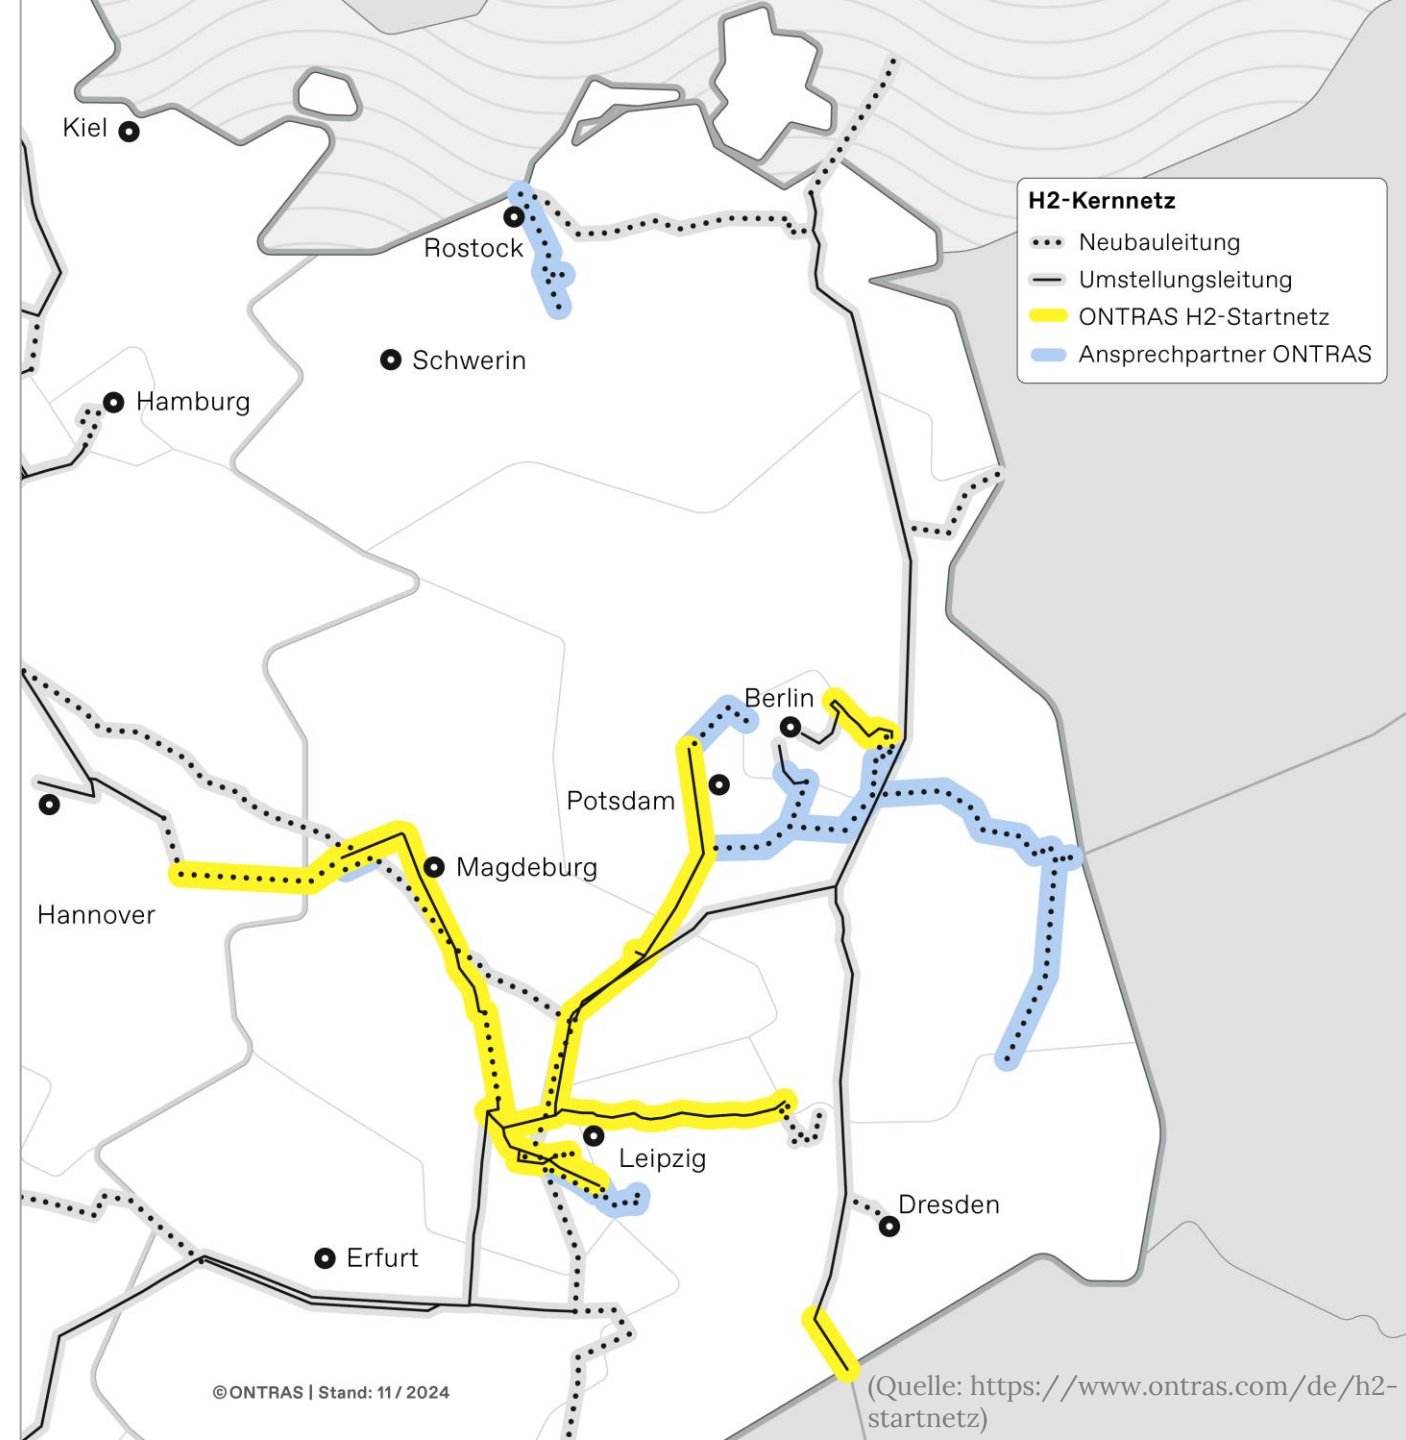 Kiel
H2-Kernnetz
Neubauleitung
Rostock
Umstellungsleitung
ONTRAS H2-Startnetz
Ansprechpartner ONTRAS
Schwerin
Hamburg
Berlin
Potsdam
Magdeburg
Hannover
Leipzig
Dresden
Erfurt
© ONTRAS | Stand: 11 / 2024
(Quelle: https://www.ontras.com/de/h2-
startnetz)